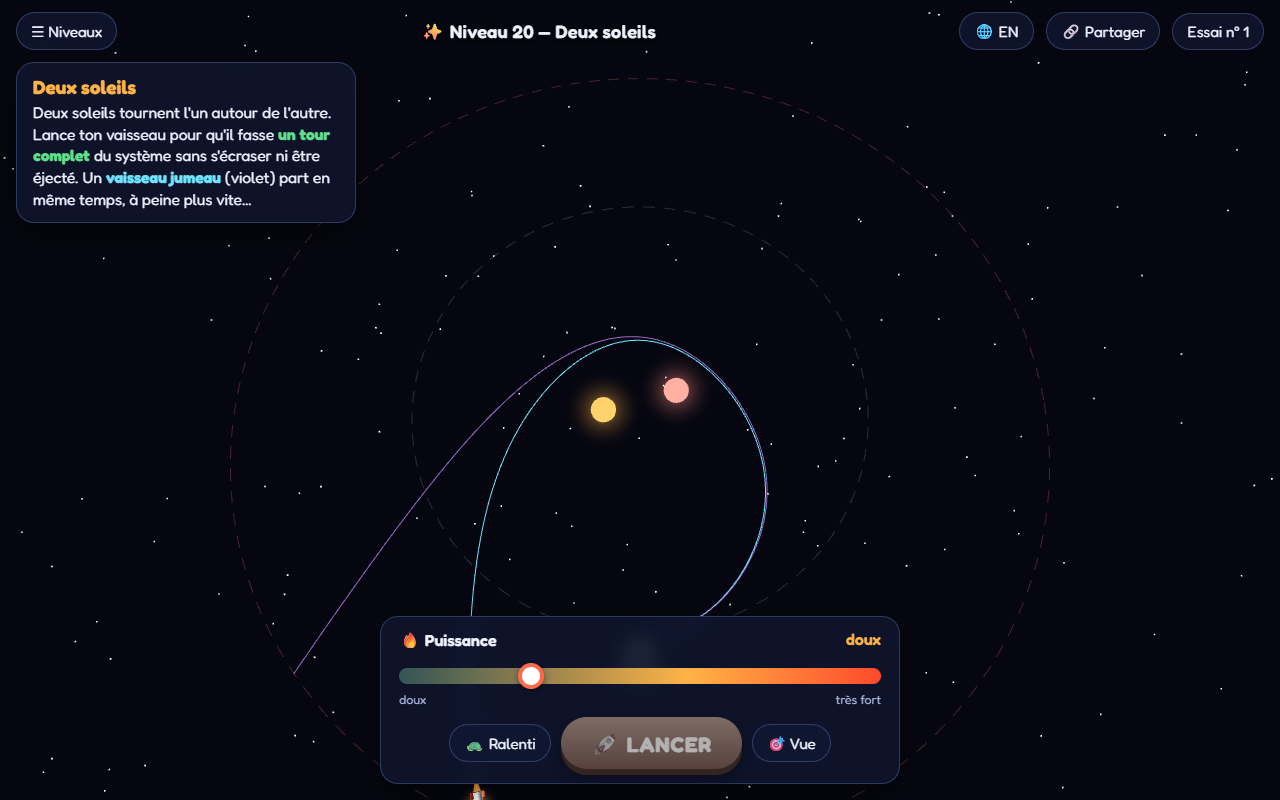 ☰ Niveaux
✨ Niveau 20 — Deux soleils
🌐 EN
🔗 Partager
Essai n° 1
Deux soleils
Deux soleils tournent l'un autour de l'autre.
Lance ton vaisseau pour qu'il fasse un tour
complet du système sans s'écraser ni être
éjecté. Un vaisseau jumeau (violet) part en
même temps, à peine plus vite...
🔥 Puissance
doux
doux
très fort
🐢 Ralenti
🚀 LANCER
🎯 Vue